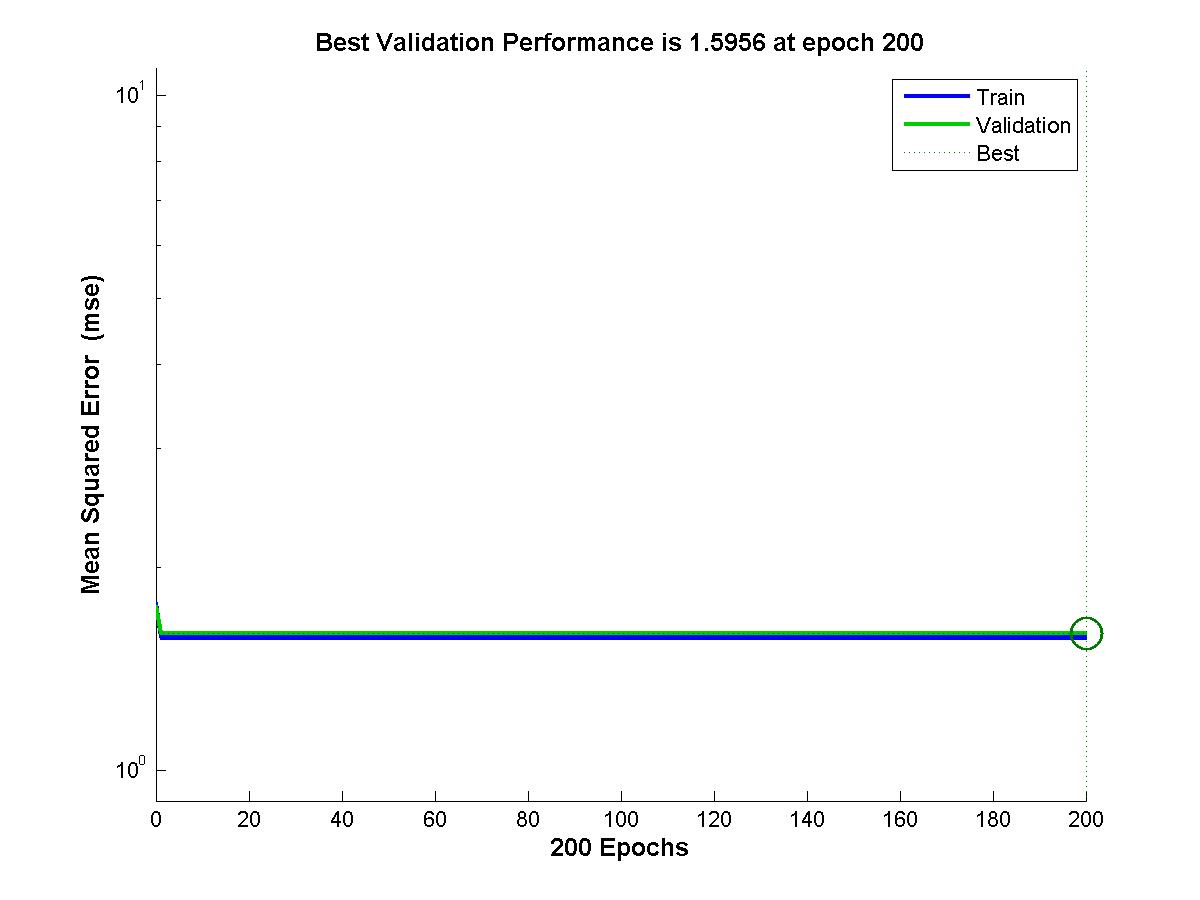 Best Validation Performance is 1.5956 at epoch 200
10^1
Train
Validation
Best
Mean Squared Error (mse)
10^0
0 20 40 60 80 100 120 140 160 180 200
200 Epochs